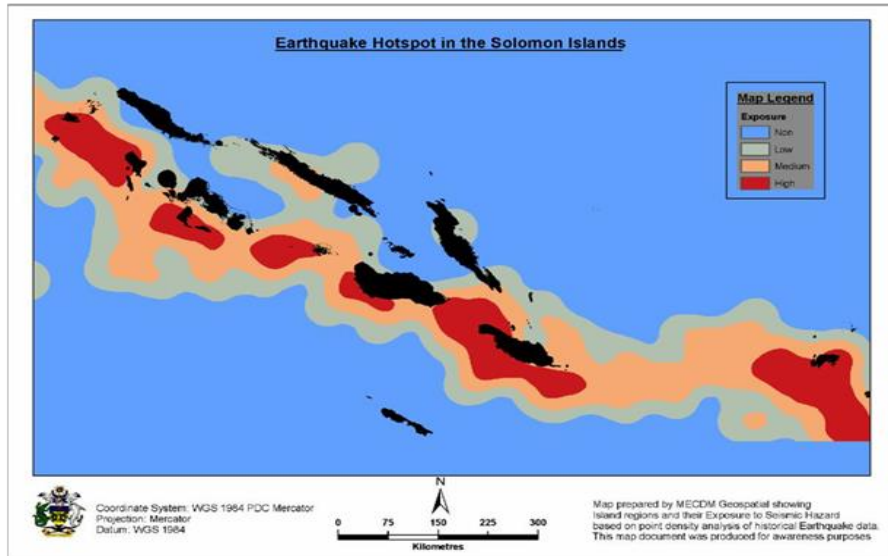 Earthquake Hotspot in the Solomon Islands
Map Legend
Exposure
Non
Low
Medium
High
Coordinate System: WGS 1984 PDC Mercator
Projection: Mercator
Datum: WGS 1984
N
0 75 150 225 300
Kilometres
Map prepared by MECDM Geospatial showing
Island regions and their Exposure to Seismic Hazard
based on point density analysis of historical Earthquake data.
This map document was produced for awareness purposes